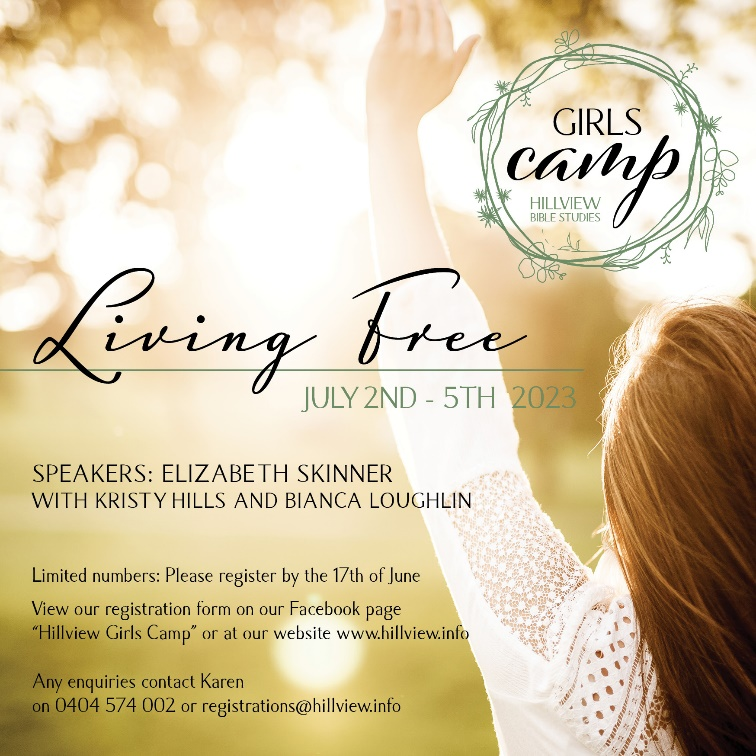 GIRLS
camp
HILLVIEW
BIBLE STUDIES
Living Free
JULY 2ND - 5TH 2023
SPEAKERS: ELIZABETH SKINNER
WITH KRISTY HILLS AND BIANCA LOUGHLIN
Limited numbers: Please register by the 17th of June
View our registration form on our Facebook page
“Hillview Girls Camp” or at our website www.hillview.info
Any enquiries contact Karen
on 0404 574 002 or registrations@hillview.info